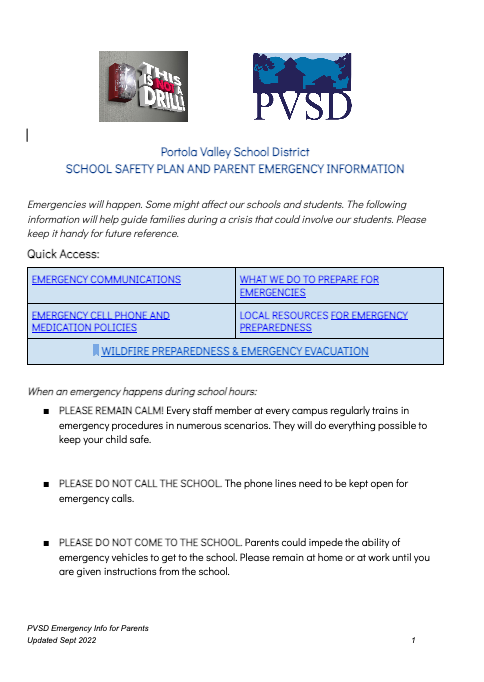 THIS
IS NOT A
DRILL!
PVSD
Portola Valley School District
SCHOOL SAFETY PLAN AND PARENT EMERGENCY INFORMATION
Emergencies will happen. Some might affect our schools and students. The following
information will help guide families during a crisis that could involve our students. Please
keep it handy for future reference.
Quick Access:
EMERGENCY COMMUNICATIONS
WHAT WE DO TO PREPARE FOR
EMERGENCIES
EMERGENCY CELL PHONE AND
MEDICATION POLICIES
LOCAL RESOURCES FOR EMERGENCY
PREPAREDNESS
WILDFIRE PREPAREDNESS & EMERGENCY EVACUATION
When an emergency happens during school hours:
■ PLEASE REMAIN CALM! Every staff member at every campus regularly trains in
emergency procedures in numerous scenarios. They will do everything possible to
keep your child safe.
■ PLEASE DO NOT CALL THE SCHOOL. The phone lines need to be kept open for
emergency calls.
■ PLEASE DO NOT COME TO THE SCHOOL. Parents could impede the ability of
emergency vehicles to get to the school. Please remain at home or at work until you
are given instructions from the school.
PVSD Emergency Info for Parents
Updated Sept 2022 1